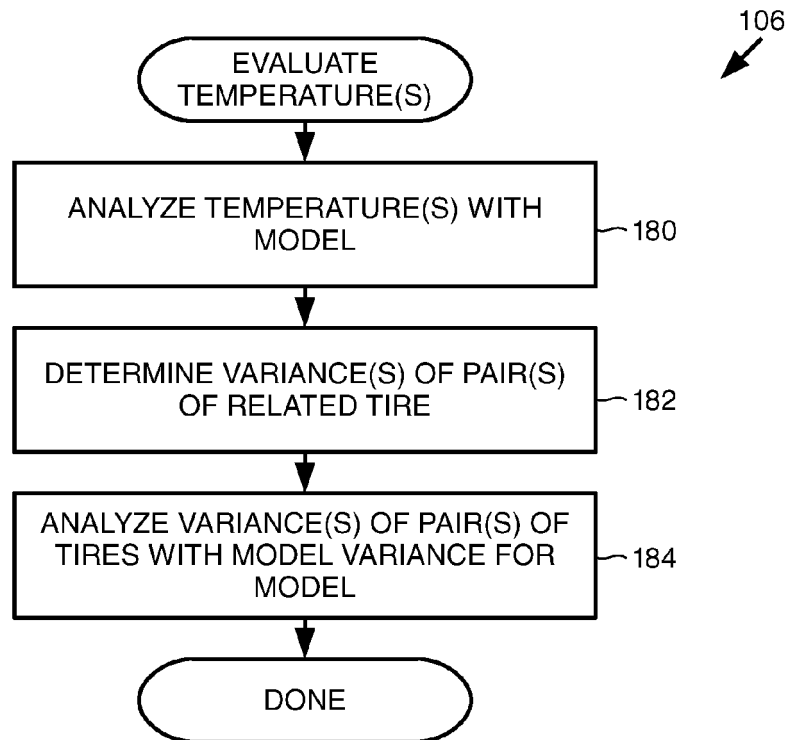 106
EVALUATE
TEMPERATURE(S)
ANALYZE TEMPERATURE(S) WITH
MODEL
180
DETERMINE VARIANCE(S) OF PAIR(S)
OF RELATED TIRE
182
ANALYZE VARIANCE(S) OF PAIR(S) OF
TIRES WITH MODEL VARIANCE FOR
MODEL
184
DONE